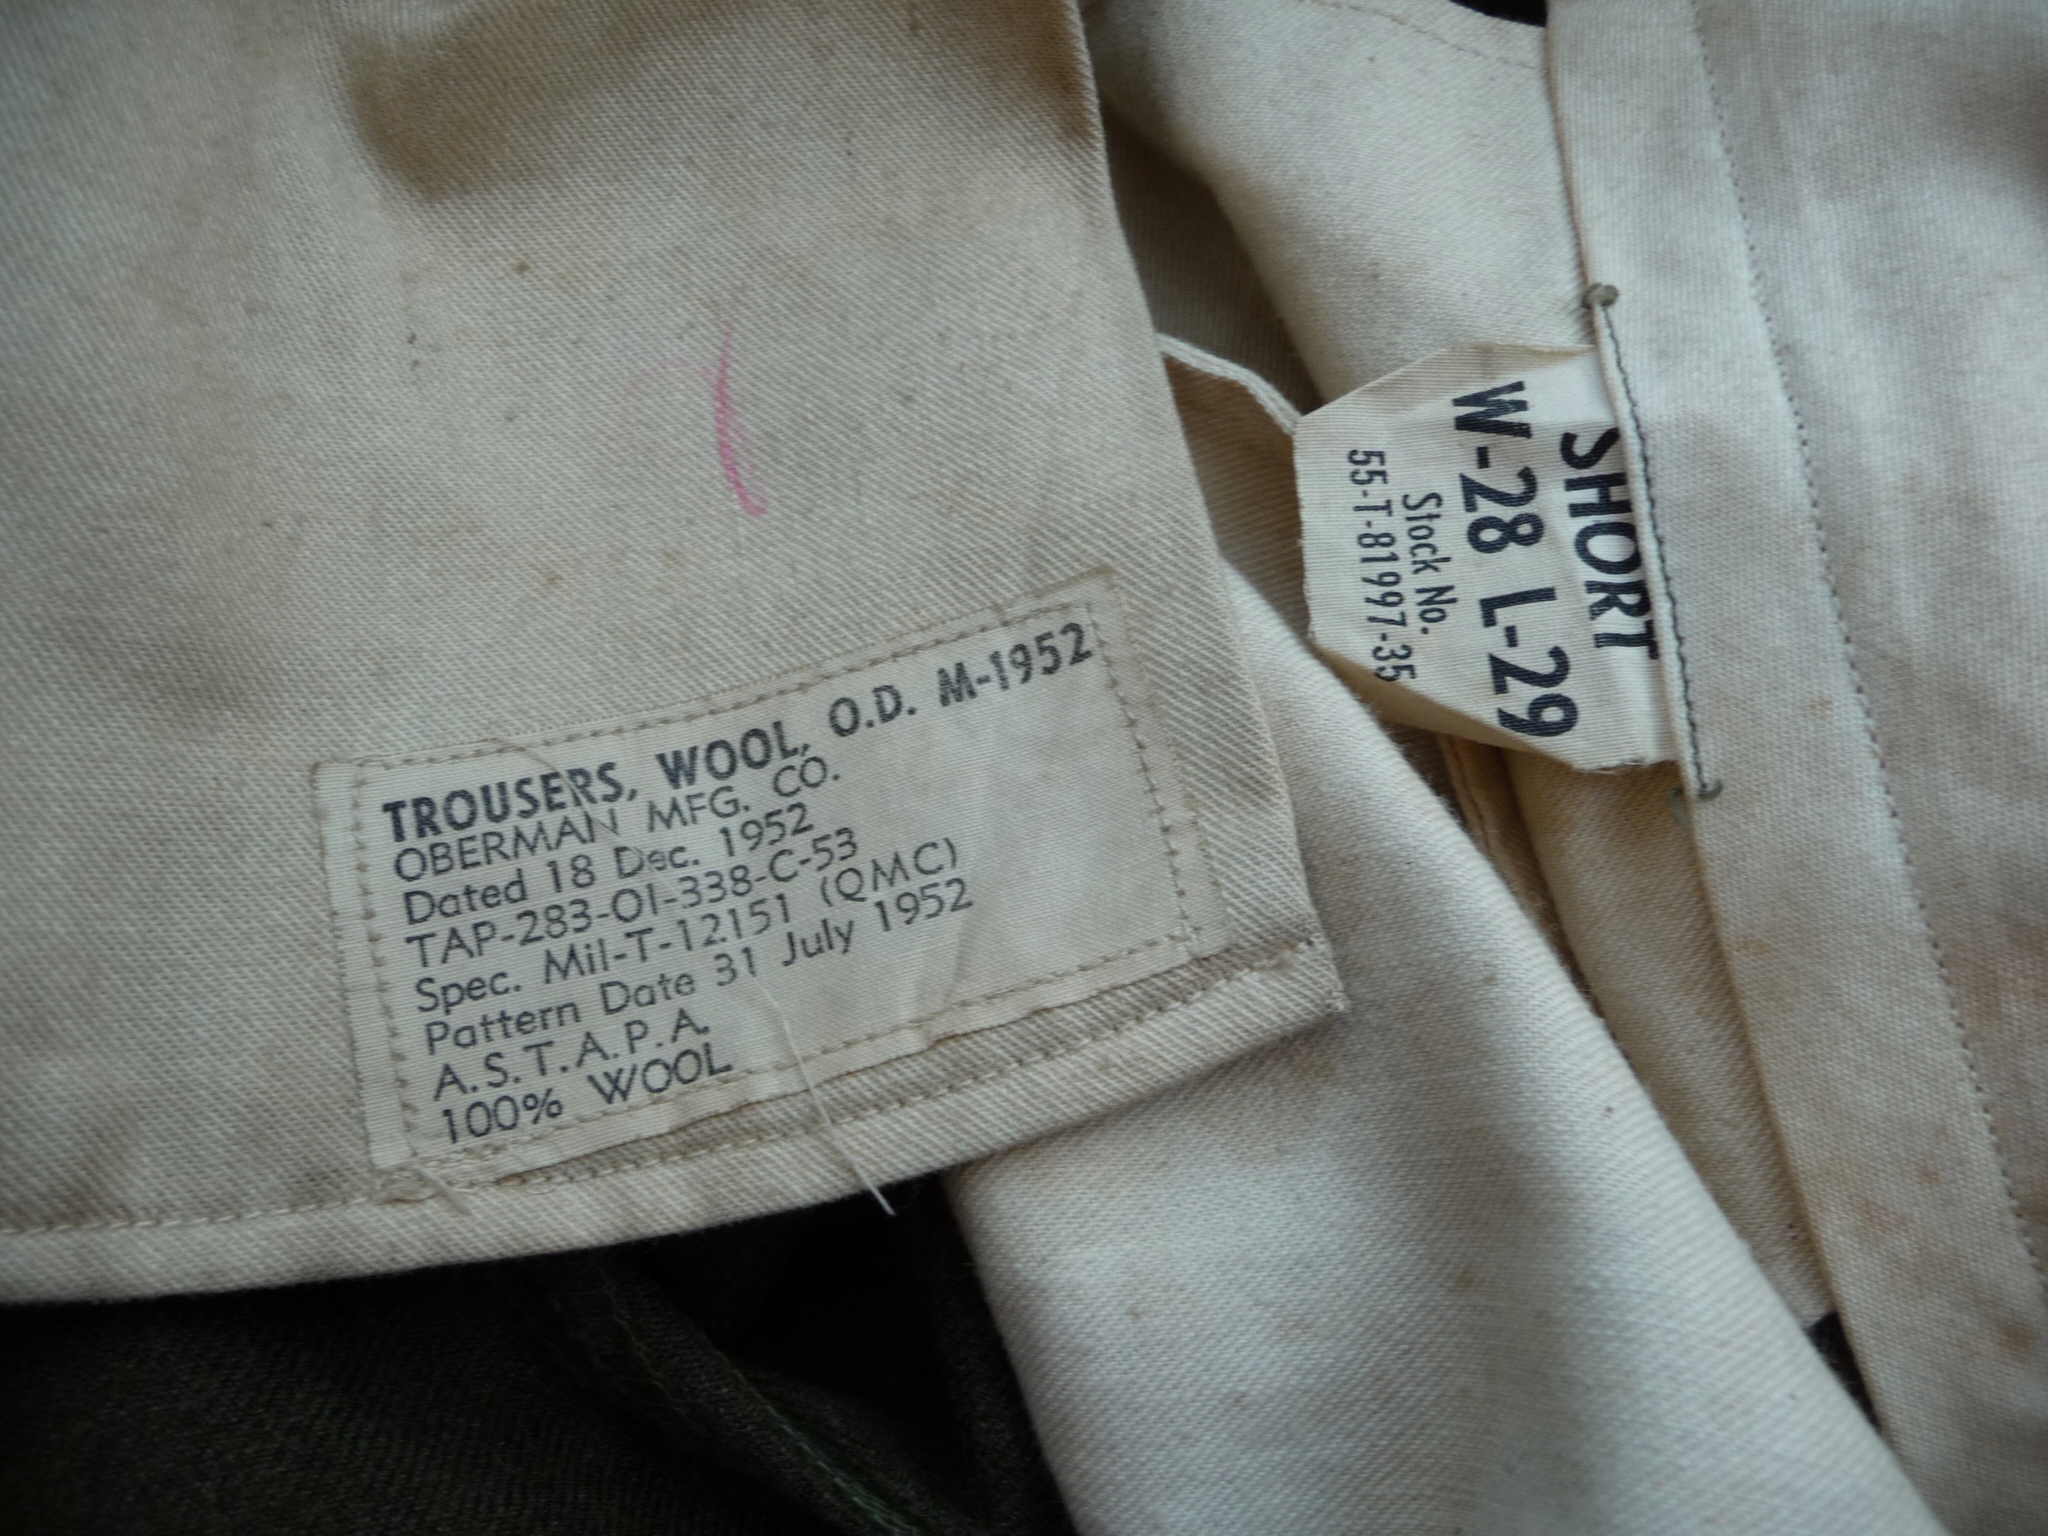 TROUSERS, WOOL, O.D. M-1952
OBERMAN MFG. CO.
Dated 18 Dec. 1952
TAP-283-OI-338-C-53
Spec. Mil-T-12151 (QMC)
Pattern Date 31 July 1952
A.S.T.A.P.A.
100% WOOL
SHORT
W-28 L-29
Stock No.
55-T-81997-35